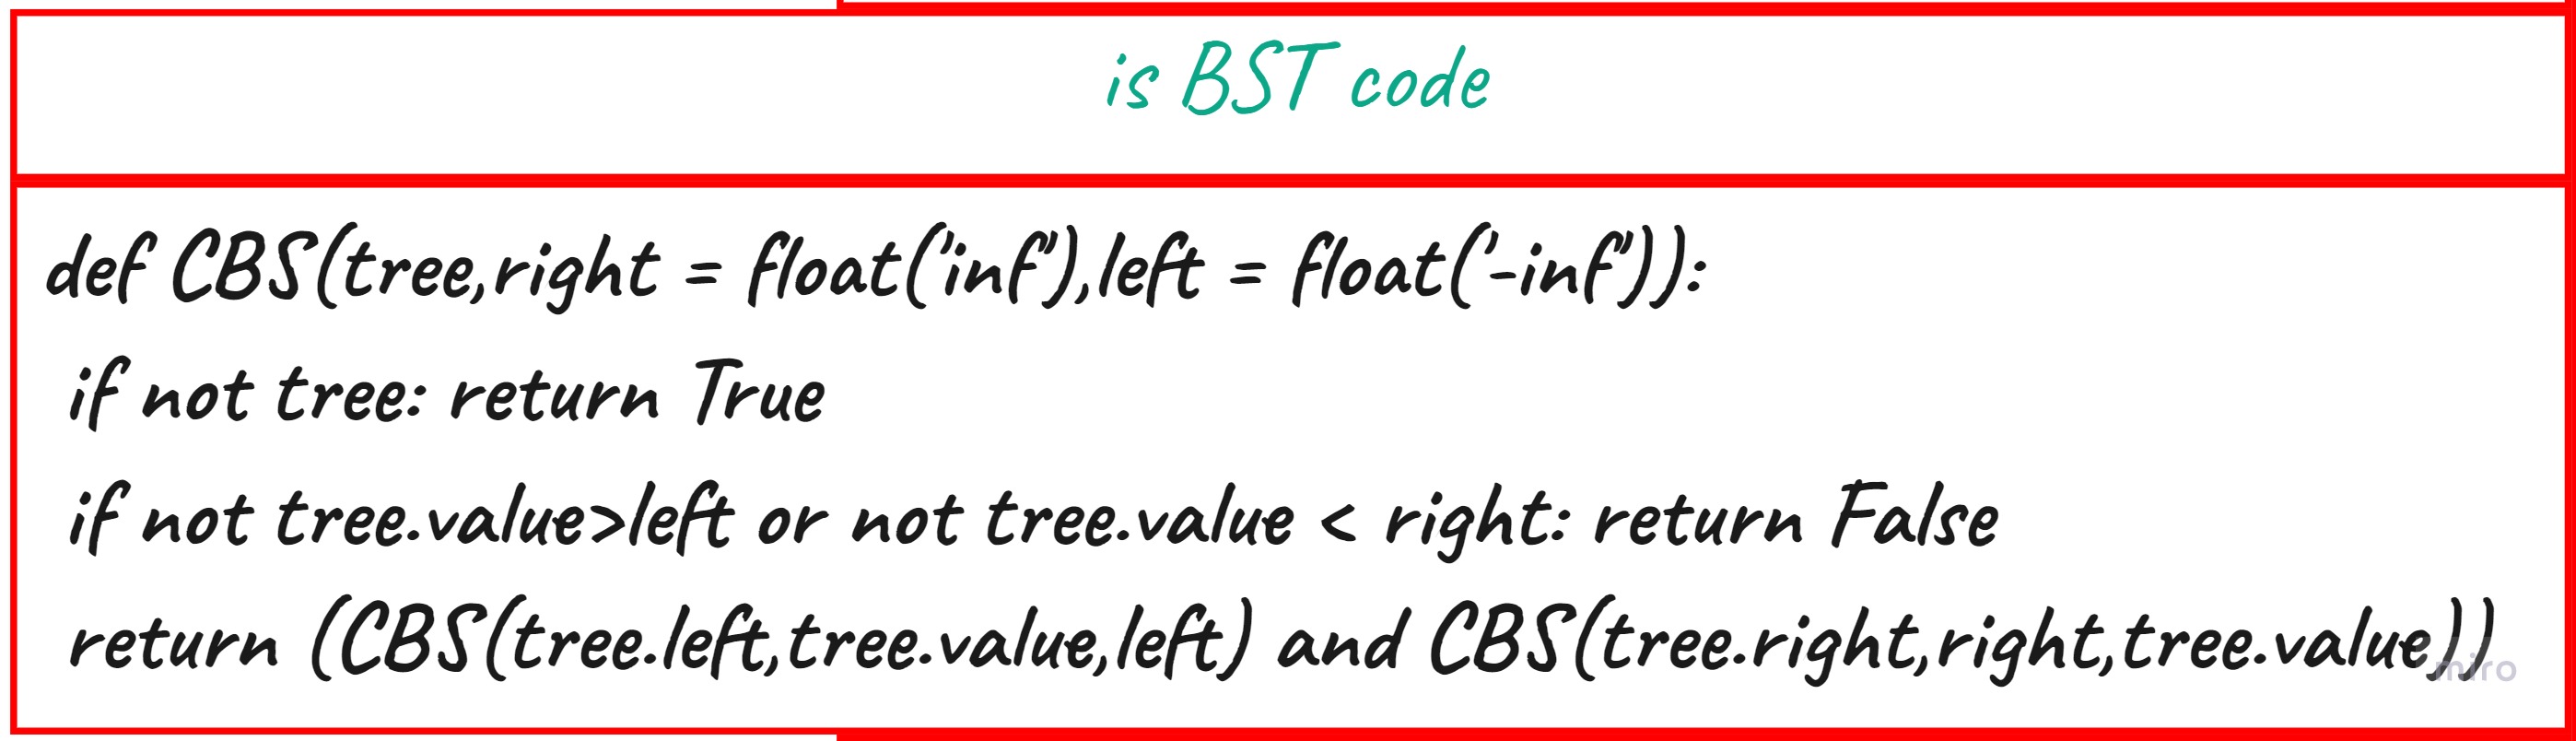 is BST code
def CBS(tree,right = float('inf'),left = float('-inf')):
if not tree: return True
if not tree.value>left or not tree.value < right: return False
return (CBS(tree.left,tree.value,left) and CBS(tree.right,right,tree.value))
miro